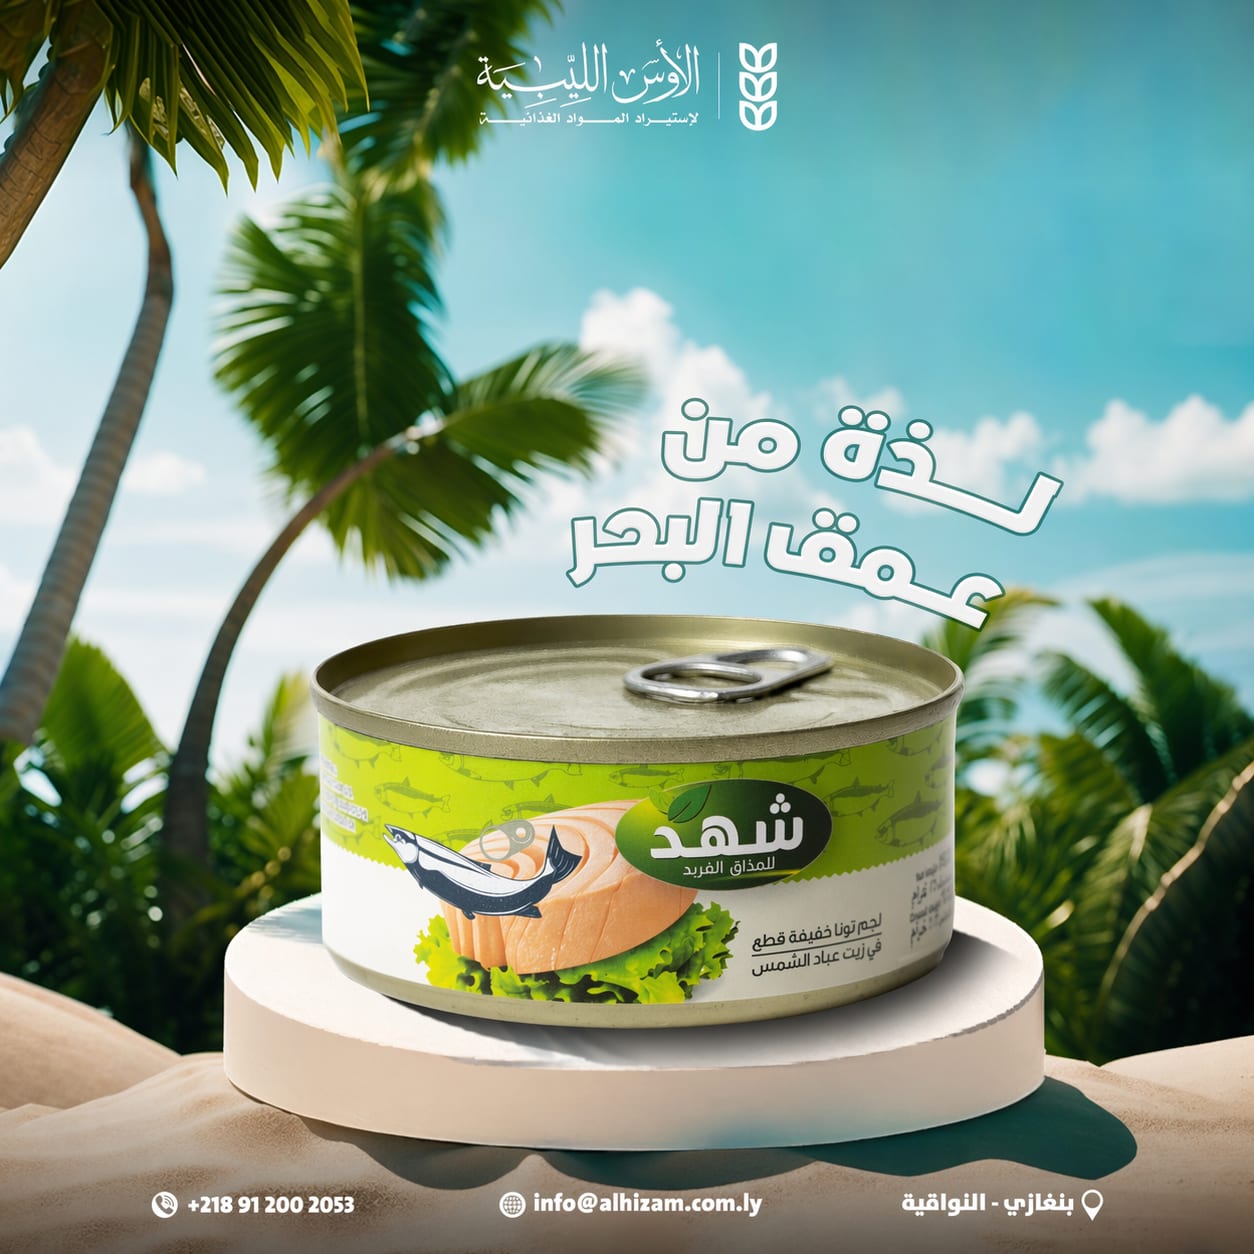 الأوس الليبية
لإستيراد المواد الغذائية
لذة من
عمق البحر
شهد
للمذاق الفريد
لحم تونا خفيفة قطع
في زيت عباد الشمس
+218 91 200 2053
info@alhizam.com.ly
بنغازي - النواقية